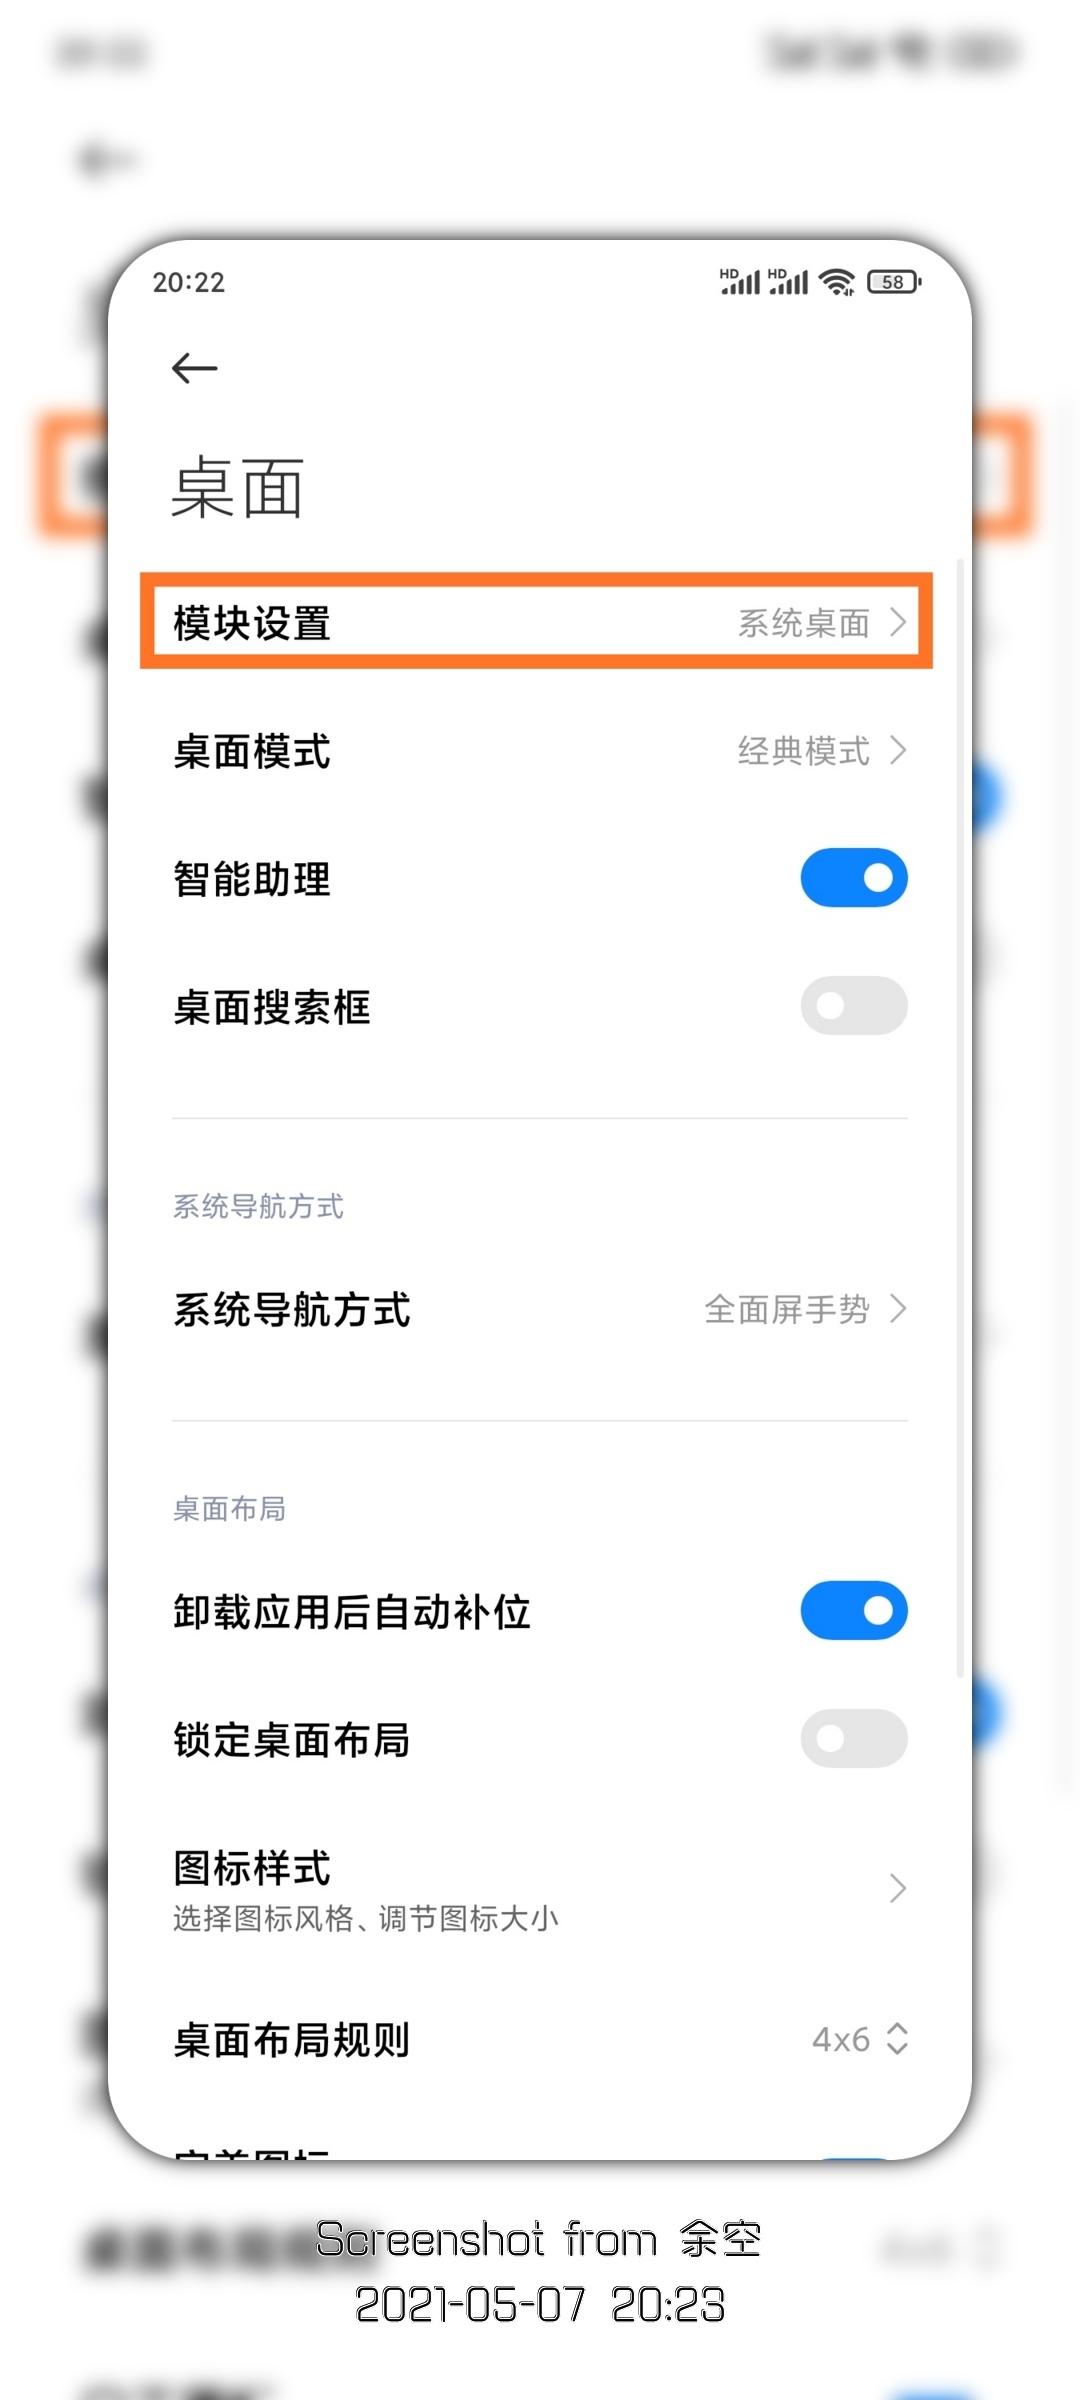 20:22
HD HD 58
桌面
模块设置 系统桌面
桌面模式 经典模式
智能助理
桌面搜索框
系统导航方式
系统导航方式 全面屏手势
桌面布局
卸载应用后自动补位
锁定桌面布局
图标样式
选择图标风格、调节图标大小
桌面布局规则 4x6
Screenshot from 余空
2021-05-07 20:23